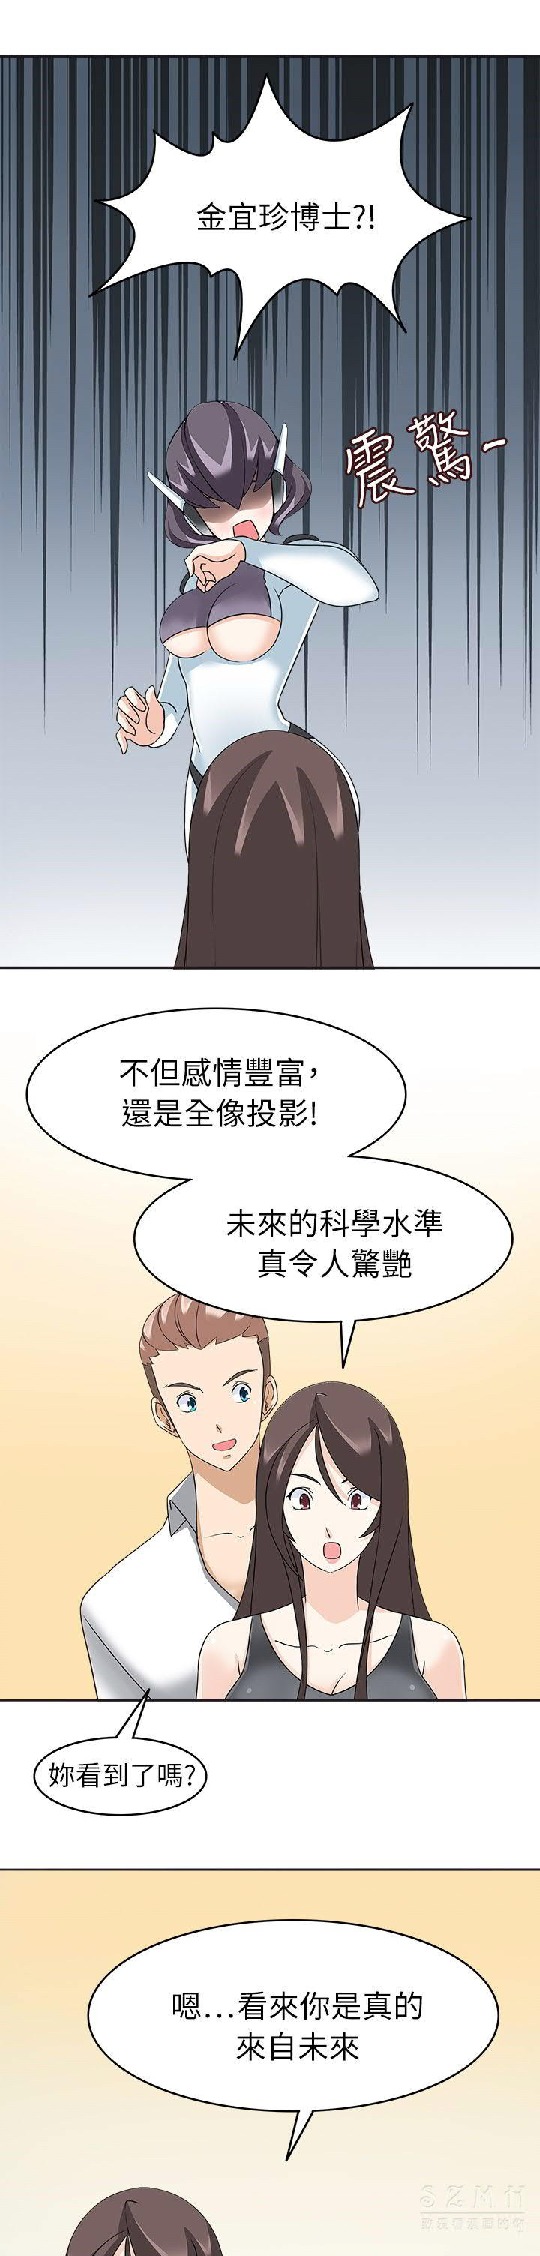 金宜珍博士?!
震驚~
不但感情豐富,
還是全像投影!
未來的科學水準
真令人驚艷
妳看到了嗎?
嗯...看來你是真的
來自未來
SZMH